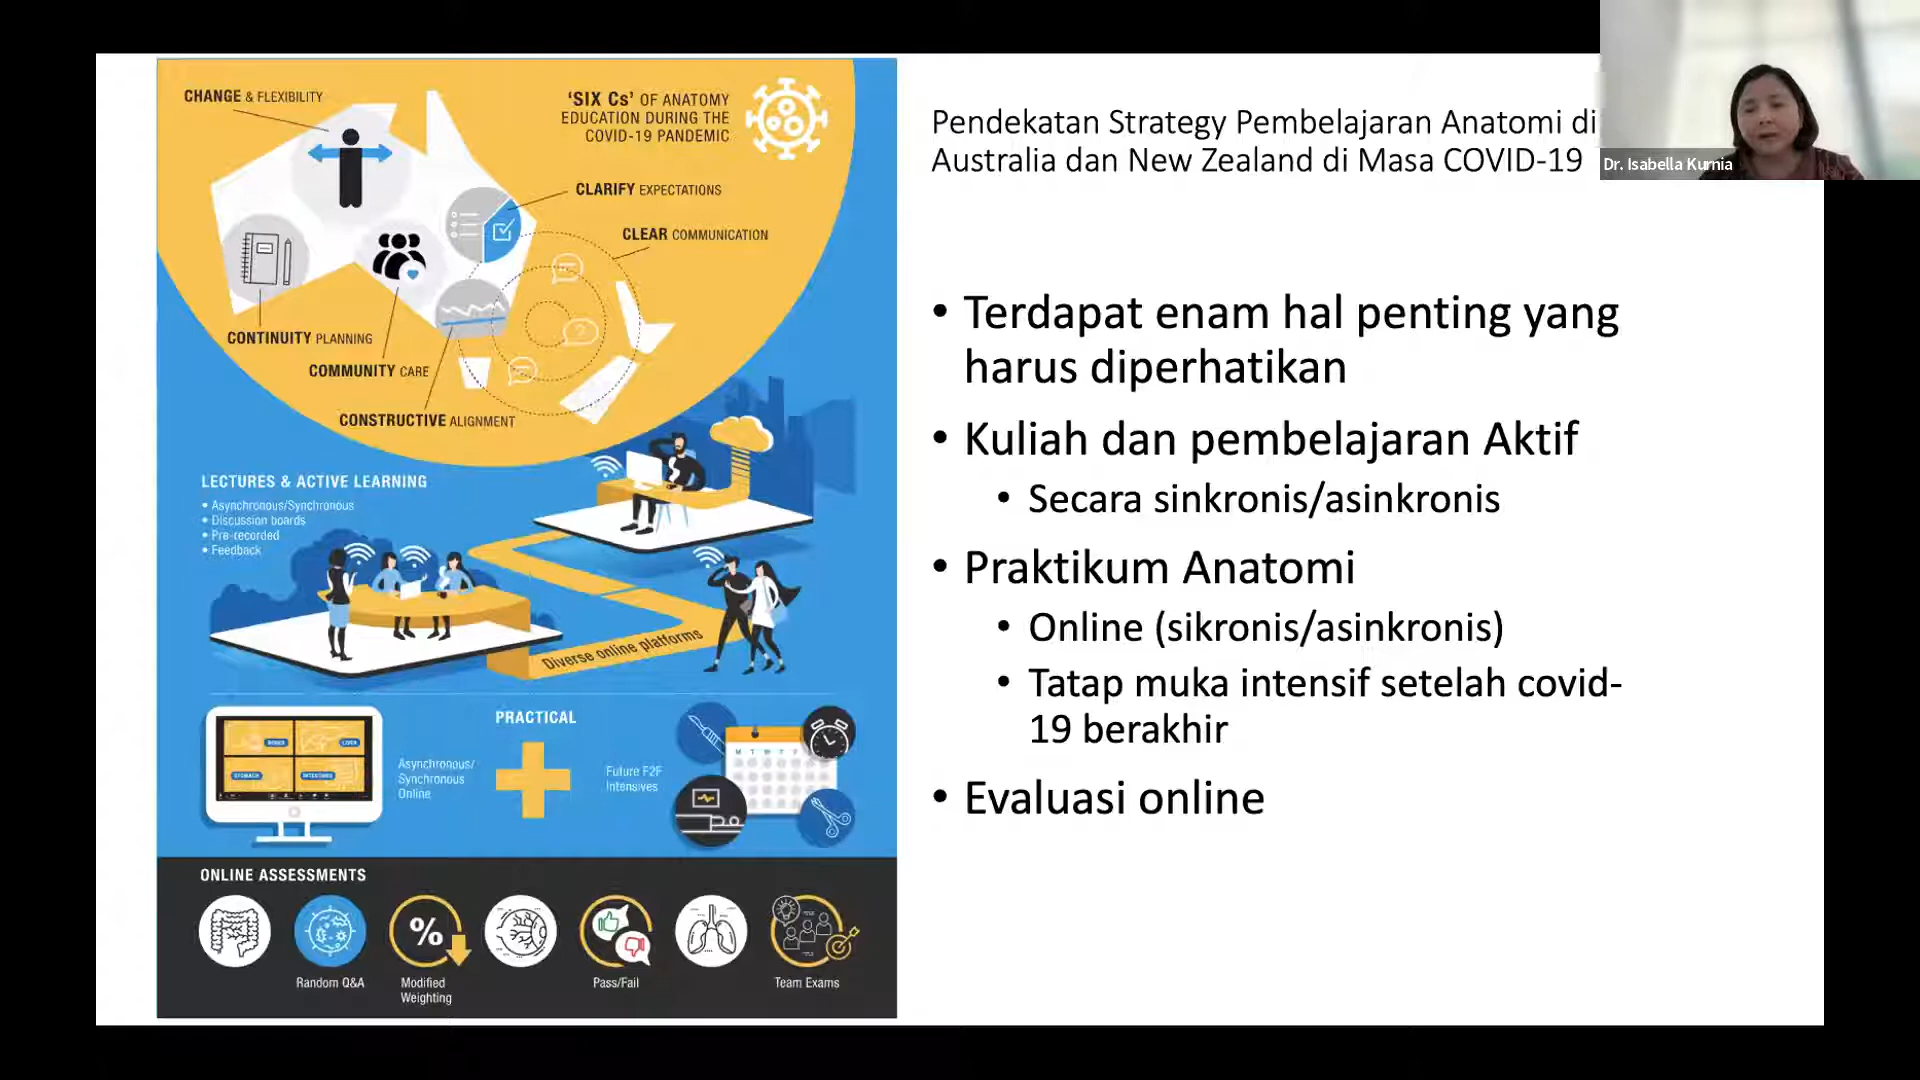 CHANGE & FLEXIBILITY
‘SIX Cs’ OF ANATOMY
EDUCATION DURING THE
COVID-19 PANDEMIC
CLARIFY EXPECTATIONS
CLEAR COMMUNICATION
CONTINUITY PLANNING
COMMUNITY CARE
CONSTRUCTIVE ALIGNMENT
LECTURES & ACTIVE LEARNING
• Asynchronous/Synchronous
• Discussion boards
• Pre-recorded
• Feedback
Diverse online platforms
PRACTICAL
BONES
LIVER
STOMACH
INTESTINES
Asynchronous/
Synchronous
Online
Future F2F
Intensives
M T W T F
ONLINE ASSESSMENTS
%
Random Q&A
Modified
Weighting
Pass/Fail
Team Exams
Pendekatan Strategy Pembelajaran Anatomi di
Australia dan New Zealand di Masa COVID-19
• Terdapat enam hal penting yang
harus diperhatikan
• Kuliah dan pembelajaran Aktif
• Secara sinkronis/asinkronis
• Praktikum Anatomi
• Online (sikronis/asinkronis)
• Tatap muka intensif setelah covid-
19 berakhir
• Evaluasi online
Dr. Isabella Kurnia